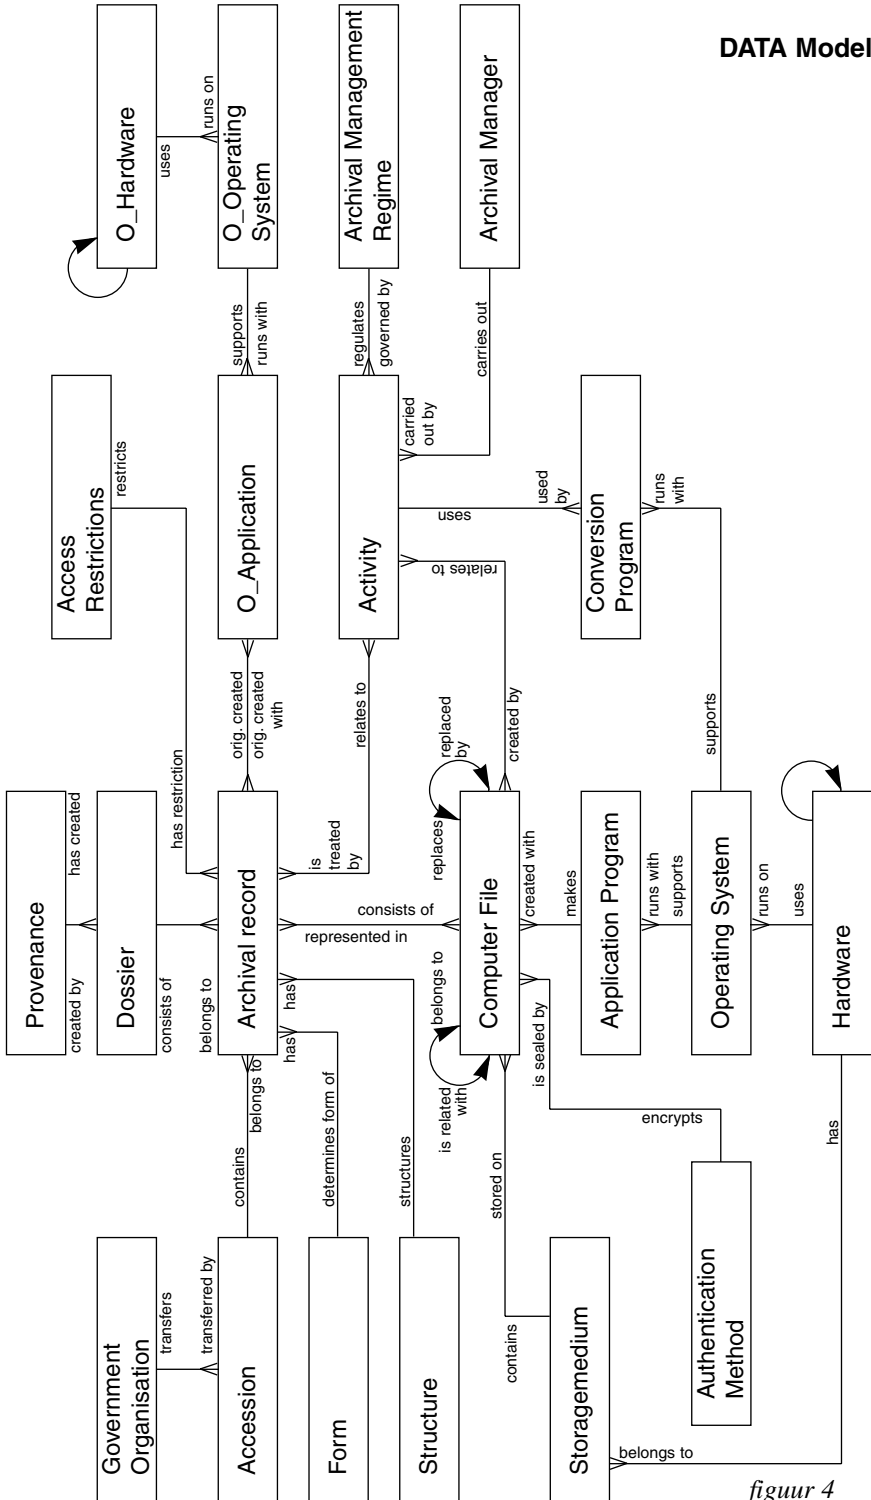 DATA Model
O_Hardware
uses
runs on
O_Operating
System
supports
runs with
Archival Management
Regime
regulates
governed by
Archival Manager
carries out
Access
Restrictions
restricts
O_Application
Activity
carried
out by
uses
used
by
relates to
Conversion
Program
runs
with
orig. created
orig. created
with
relates to
has restriction
is
treated
by
created by
supports
Provenance
has created
created by
Dossier
consists of
belongs to
Archival record
consists of
represented in
has
has
belongs to
contains
Computer File
replaces
replaced
by
belongs to
is related
with
created with
makes
is sealed by
Application Program
runs with
supports
Operating System
runs on
uses
Hardware
has
determines form of
structures
stored on
encrypts
Government
Organisation
transfers
transferred by
Accession
Form
Structure
Storagemedium
contains
Authentication
Method
belongs to
figuur 4